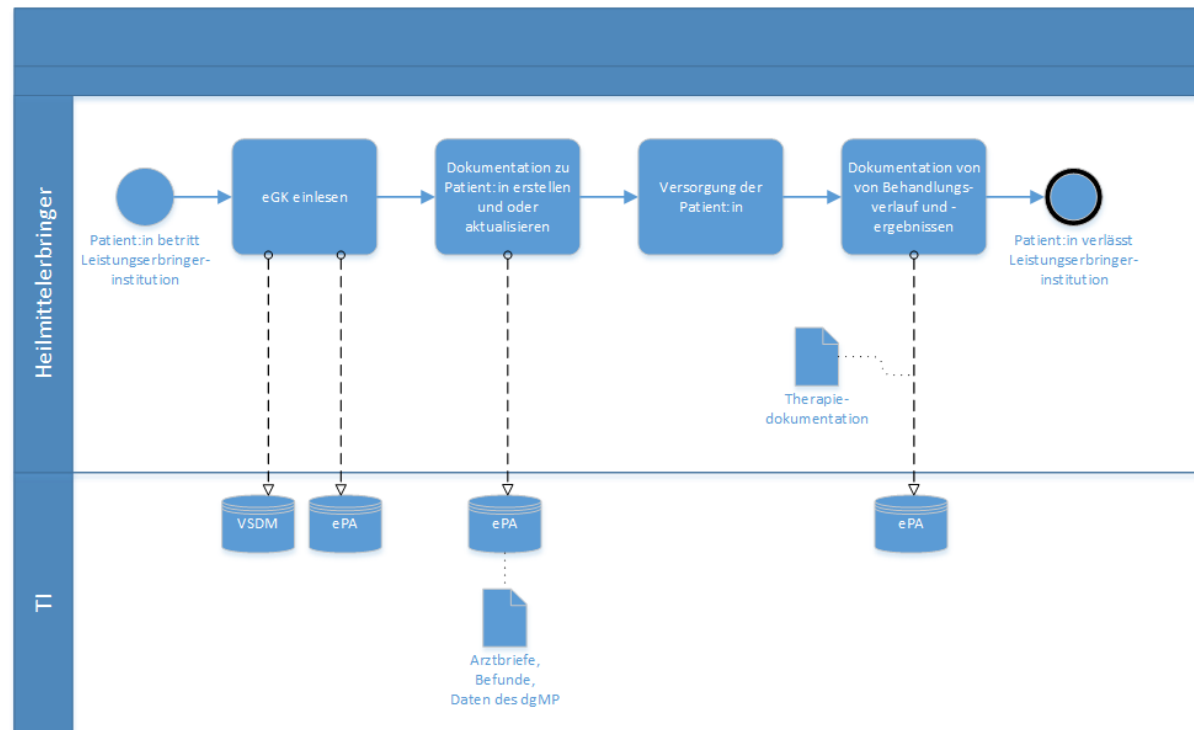 Heilmittelerbringer
Patient:in betritt
Leistungserbringer-
institution
eGK einlesen
Dokumentation zu
Patient:in erstellen
und oder
aktualisieren
Versorgung der
Patient:in
Dokumentation von
von Behandlungs-
verlauf und -
ergebnissen
Patient:in verlässt
Leistungserbringer-
institution
Therapie-
dokumentation
TI
VSDM
ePA
ePA
ePA
Arztbriefe,
Befunde,
Daten des dgMP